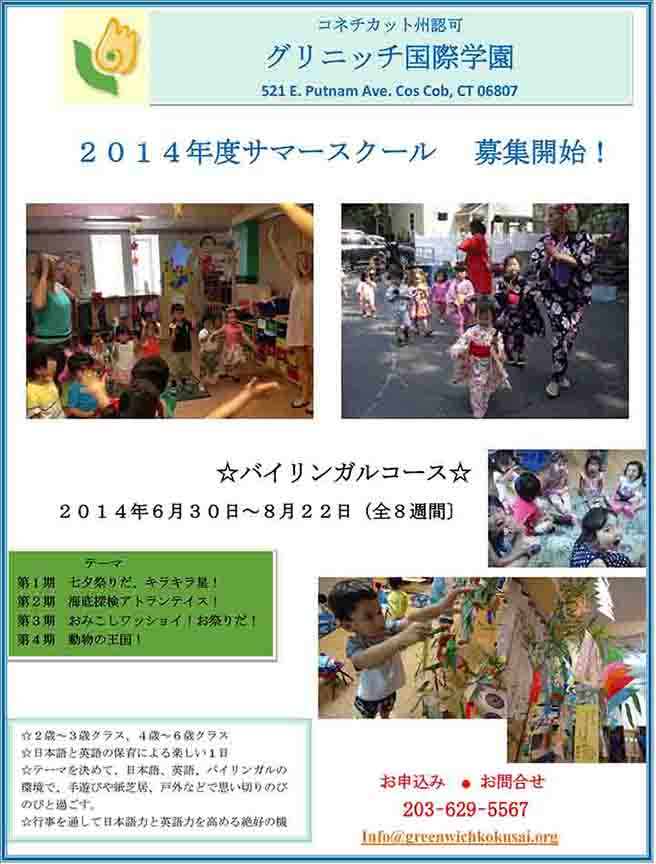 コネチカット州認可
グリニッチ国際学園
521 E. Putnam Ave. Cos Cob, CT 06807
２０１４年度サマースクール　募集開始！
☆バイリンガルコース☆
２０１４年６月３０日～８月２２日〔全８週間〕
テーマ
第１期　七夕祭りだ、キラキラ星！
第２期　海底探検アトランテイス！
第３期　おみこしワッショイ！お祭りだ！
第４期　動物の王国！
☆２歳～３歳クラス、４歳～６歳クラス
☆日本語と英語の保育による楽しい１日
☆テーマを決めて、日本語、英語、バイリンガルの
環境で、手遊びや紙芝居、戸外などで思い切りのび
のびと過ごす。
☆行事を通して日本語力と英語力を高める絶好の機
お申込み ● お問合せ
203-629-5567
Info@greenwichkokusai.org